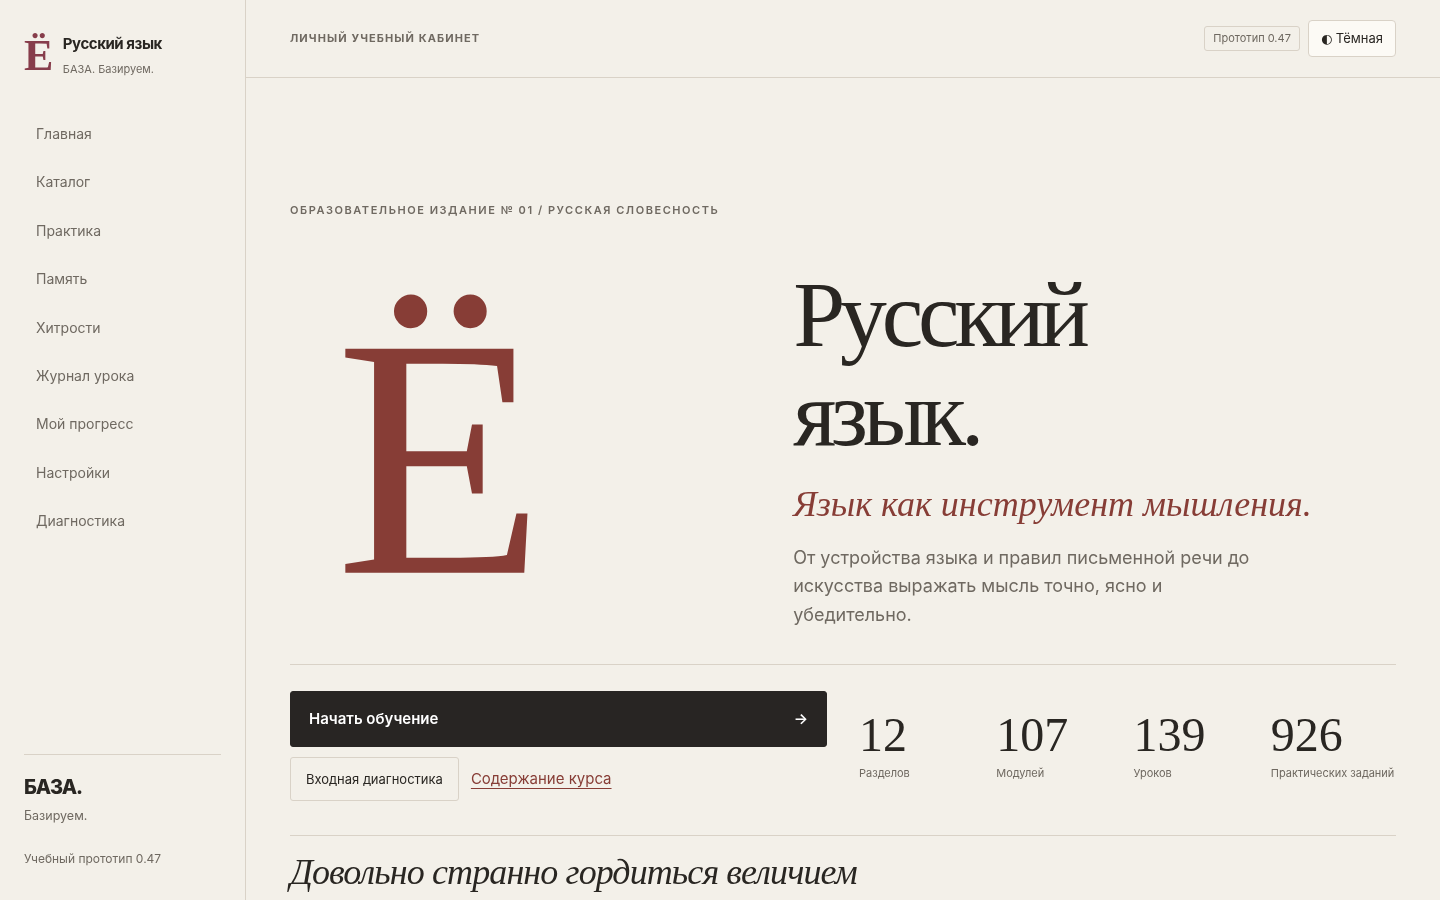 Ё
Русский язык
БАЗА. Базируем.
Главная
Каталог
Практика
Память
Хитрости
Журнал урока
Мой прогресс
Настройки
Диагностика
БАЗА.
Базируем.
Учебный прототип 0.47
ЛИЧНЫЙ УЧЕБНЫЙ КАБИНЕТ
Прототип 0.47
◐ Тёмная
ОБРАЗОВАТЕЛЬНОЕ ИЗДАНИЕ № 01 / РУССКАЯ СЛОВЕСНОСТЬ
Ё
Русский
язык.
Язык как инструмент мышления.
От устройства языка и правил письменной речи до
искусства выражать мысль точно, ясно и
убедительно.
Начать обучение →
Входная диагностика
Содержание курса
12
Разделов
107
Модулей
139
Уроков
926
Практических заданий
Довольно странно гордиться величием